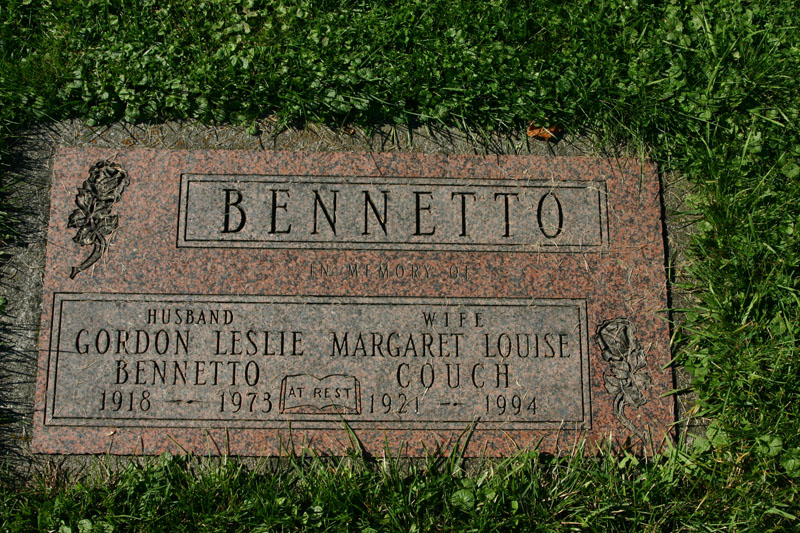 BENNETTO
IN MEMORY OF
HUSBAND
GORDON LESLIE
BENNETTO
1918 - 1973
AT REST
WIFE
MARGARET LOUISE
COUCH
1921 - 1994